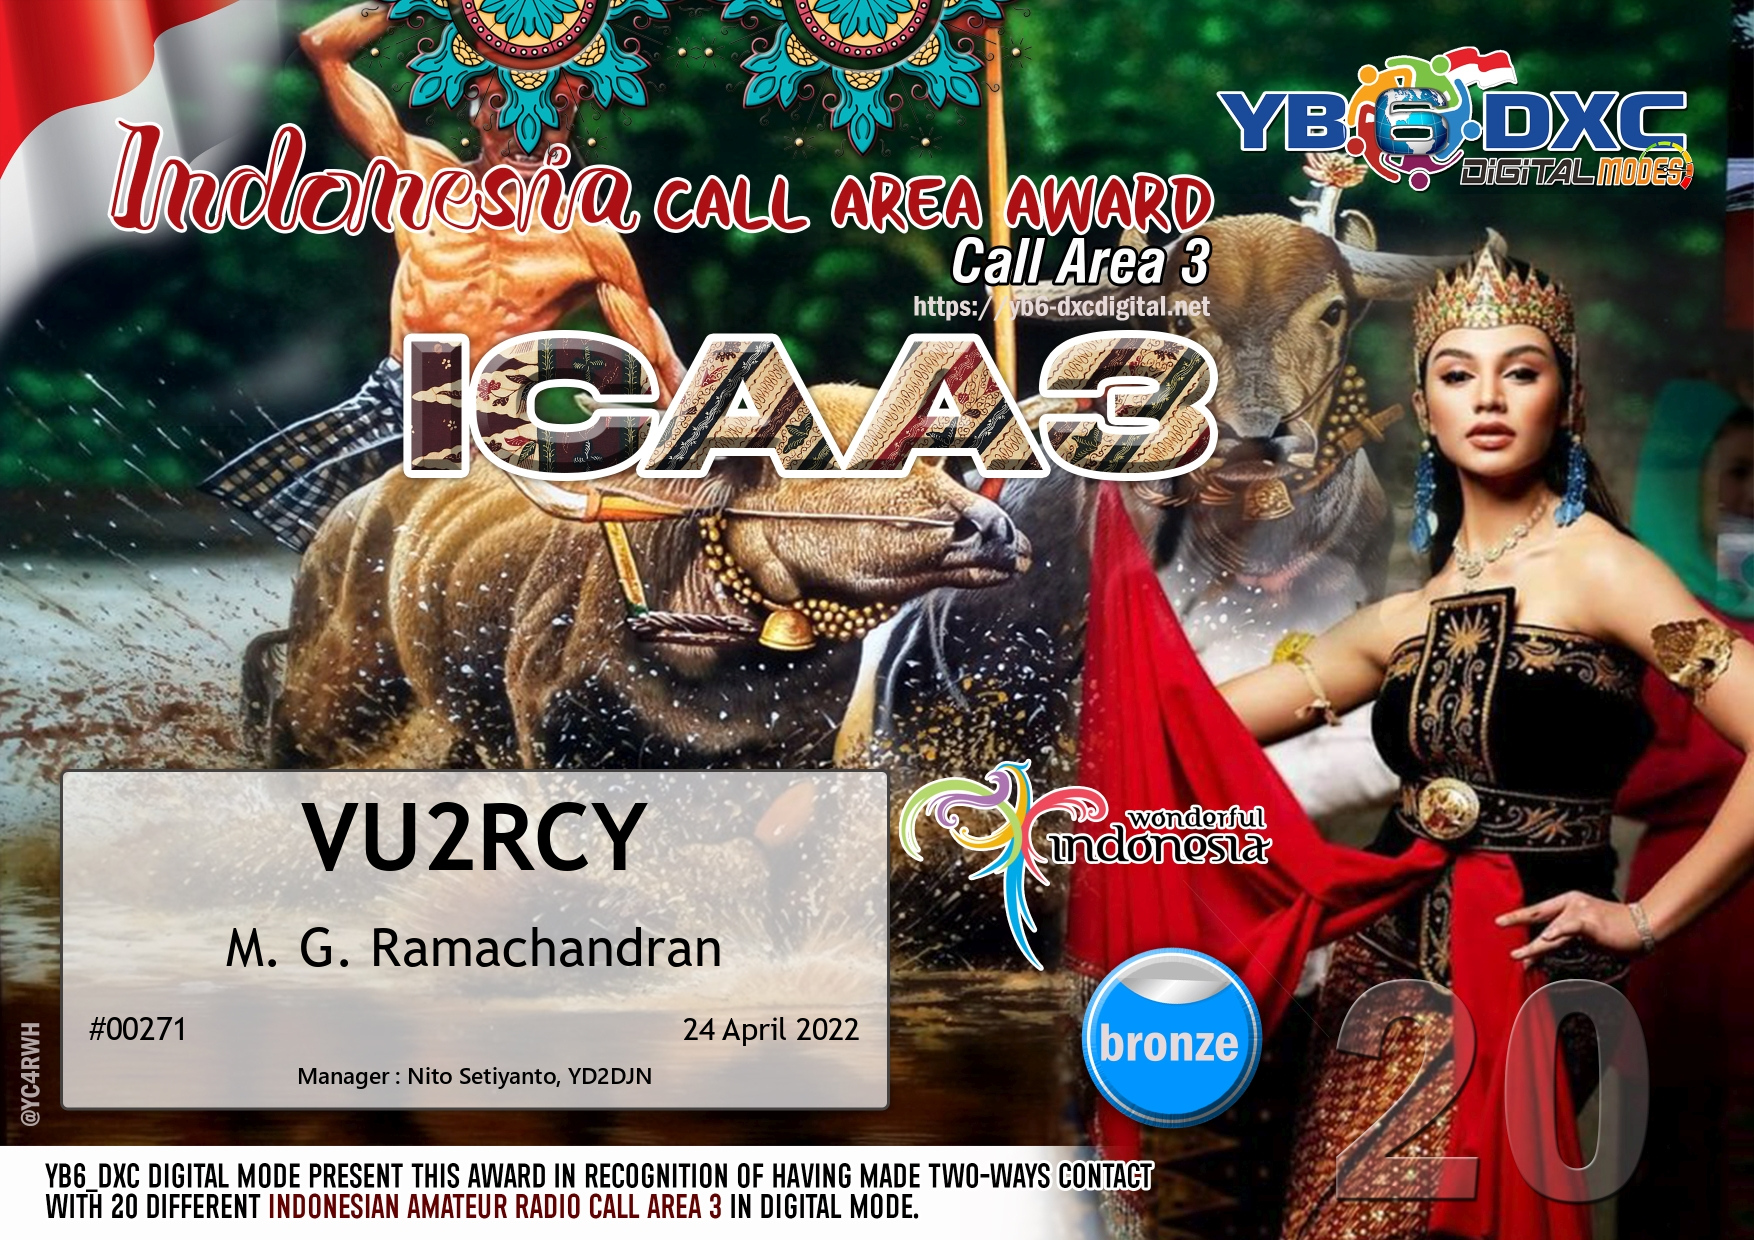 YB6 DXC
DIGITAL MODES
Indonesia CALL AREA AWARD
Call Area 3
https://yb6-dxcdigital.net
ICAA3
VU2RCY
M. G. Ramachandran
#00271
24 April 2022
Manager : Nito Setiyanto, YD2DJN
wonderful
indonesia
bronze
20
@YC4RWH
YB6_DXC DIGITAL MODE PRESENT THIS AWARD IN RECOGNITION OF HAVING MADE TWO-WAYS CONTACT
WITH 20 DIFFERENT INDONESIAN AMATEUR RADIO CALL AREA 3 IN DIGITAL MODE.